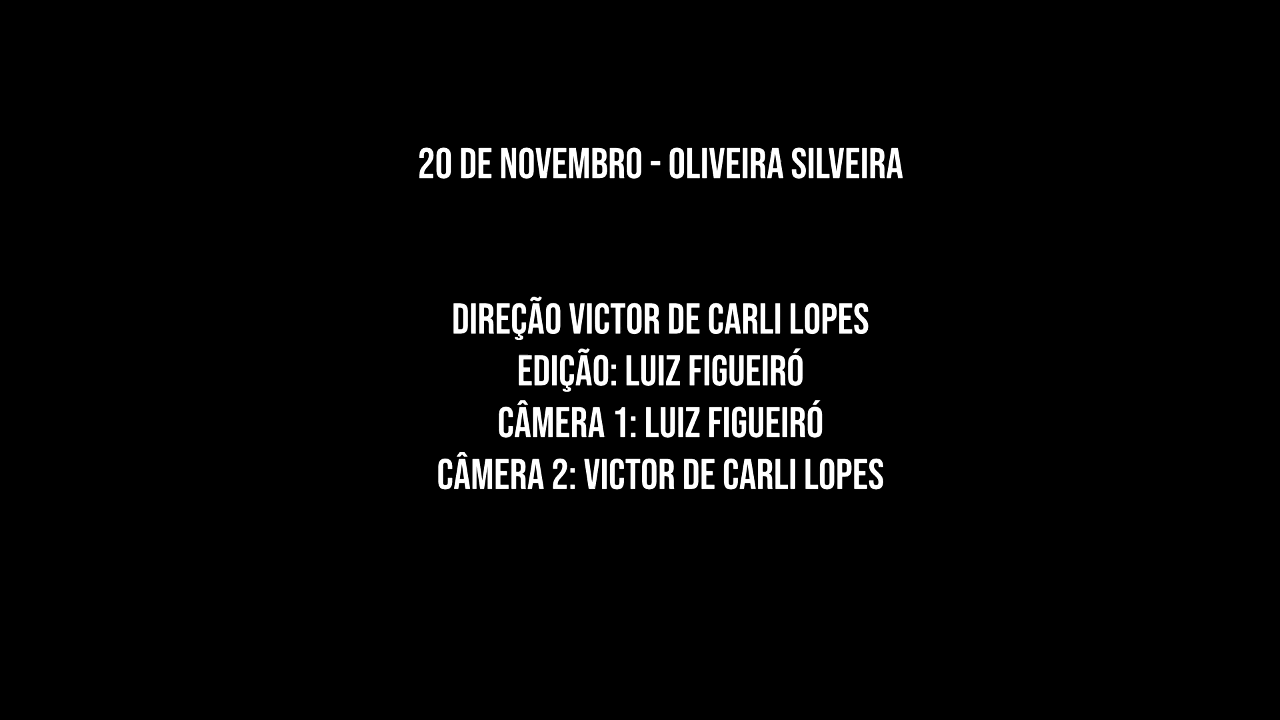 20 DE NOVEMBRO - OLIVEIRA SILVEIRA
DIREÇÃO VICTOR DE CARLI LOPES
EDIÇÃO: LUIZ FIGUEIRÓ
CÂMERA 1: LUIZ FIGUEIRÓ
CÂMERA 2: VICTOR DE CARLI LOPES